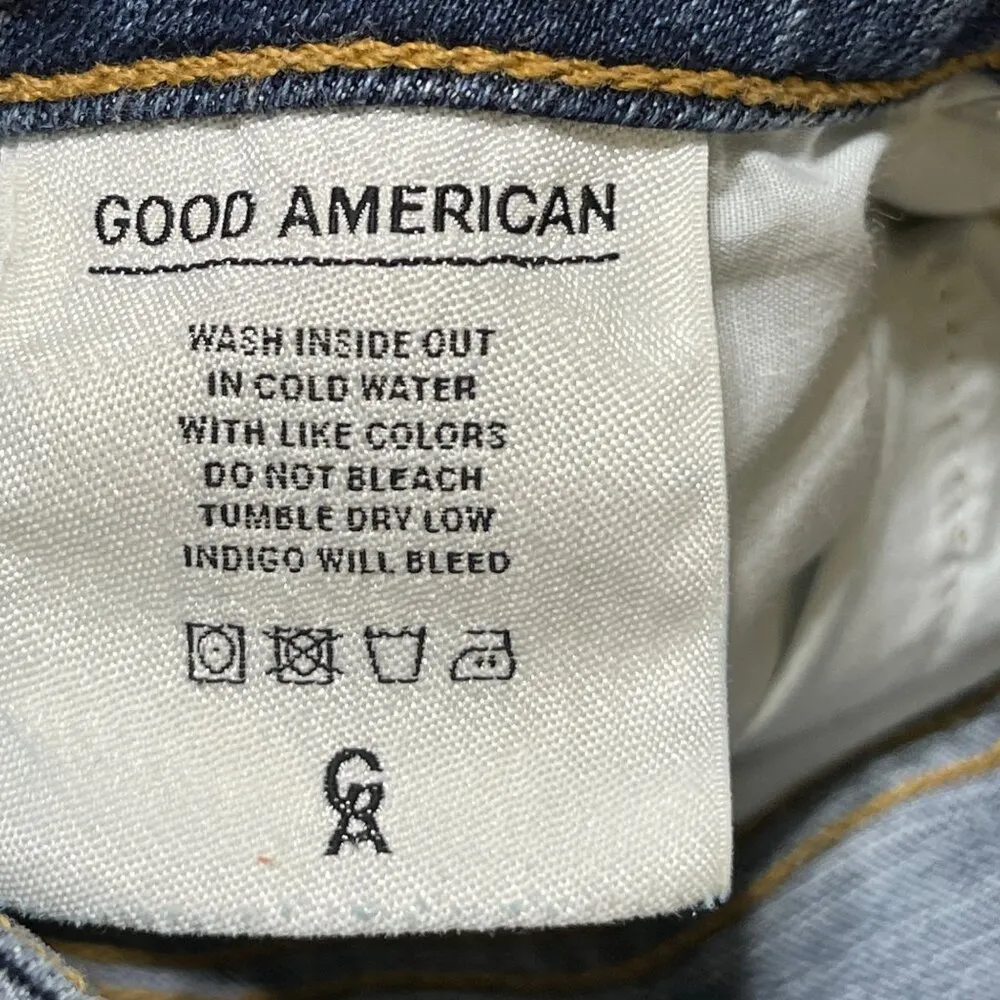 GOOD AMERICAN
WASH INSIDE OUT
IN COLD WATER
WITH LIKE COLORS
DO NOT BLEACH
TUMBLE DRY LOW
INDIGO WILL BLEED
GA